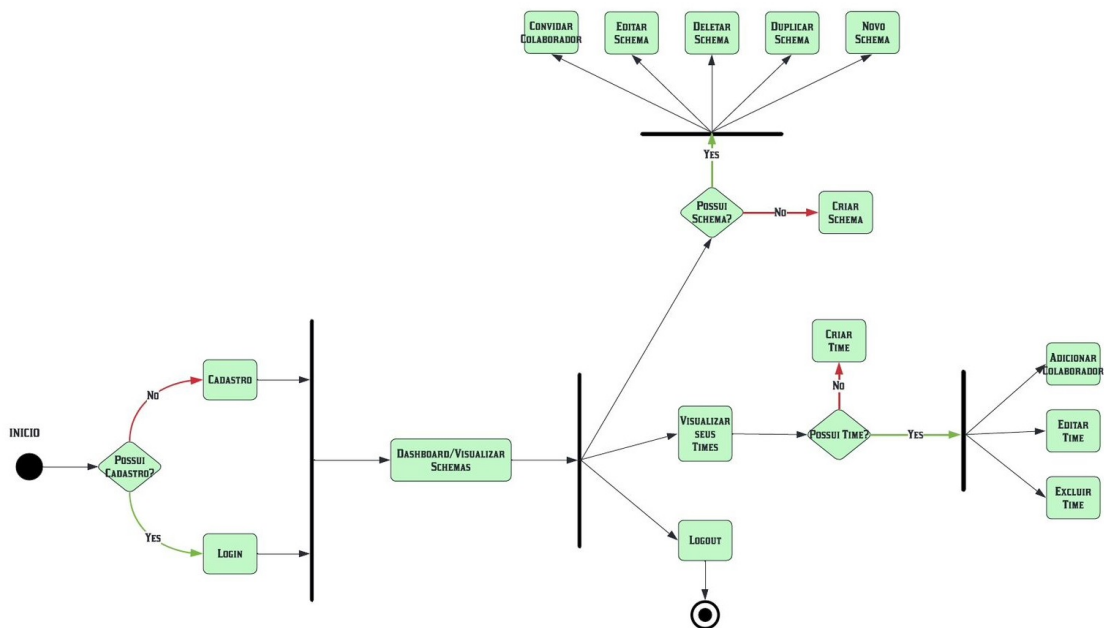 Convidar
Colaborador
Editar
Schema
Deletar
Schema
Duplicar
Schema
Novo
Schema
Yes
Possui
Schema?
No
Criar
Schema
Criar
Time
No
Adicionar
Colaborador
Cadastro
No
INICIO
Visualizar
seus
Times
Possui Time?
Yes
Editar
Time
Possui
Cadastro?
Dashboard/Visualizar
Schemas
Excluir
Time
Yes
Login
Logout